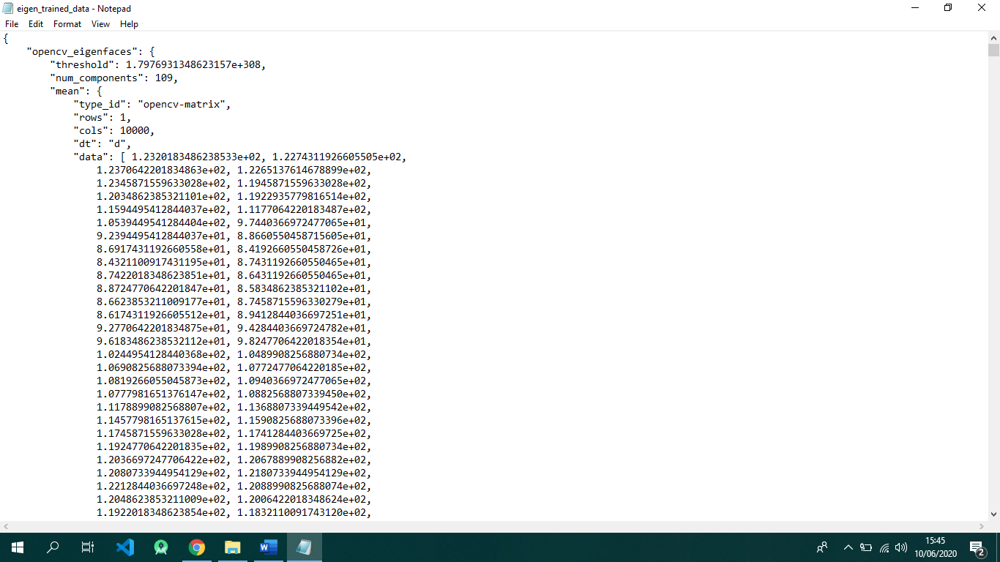 eigen_trained_data - Notepad
File Edit Format View Help
{
"opencv_eigenfaces": {
"threshold": 1.7976931348623157e+308,
"num_components": 109,
"mean": {
"type_id": "opencv-matrix",
"rows": 1,
"cols": 10000,
"dt": "d",
"data": [ 1.2320183486238533e+02, 1.2274311926605505e+02,
1.2370642201834863e+02, 1.2265137614678899e+02,
1.2345871559633028e+02, 1.1945871559633028e+02,
1.2034862385321101e+02, 1.1922935779816514e+02,
1.1594495412844037e+02, 1.1177064220183487e+02,
1.0539449541284404e+02, 9.7440366972477065e+01,
9.2394495412844037e+01, 8.8660550458715605e+01,
8.6917431192660558e+01, 8.4192660550458726e+01,
8.4321100917431195e+01, 8.7431192660550465e+01,
8.7422018348623851e+01, 8.6431192660550465e+01,
8.8724770642201847e+01, 8.5834862385321102e+01,
8.6623853211009177e+01, 8.7458715596330279e+01,
8.6174311926605512e+01, 8.9412844036697251e+01,
9.2770642201834875e+01, 9.4284403669724782e+01,
9.6183486238532112e+01, 9.8247706422018354e+01,
1.0244954128440368e+02, 1.0489908256880734e+02,
1.0690825688073394e+02, 1.0772477064220185e+02,
1.0819266055045873e+02, 1.0940366972477065e+02,
1.0777981651376147e+02, 1.0882568807339450e+02,
1.1178899082568807e+02, 1.1368807339449542e+02,
1.1457798165137615e+02, 1.1590825688073396e+02,
1.1745871559633028e+02, 1.1741284403669725e+02,
1.1924770642201835e+02, 1.1989908256880734e+02,
1.2036697247706422e+02, 1.2067889908256882e+02,
1.2080733944954129e+02, 1.2180733944954129e+02,
1.2212844036697248e+02, 1.2088990825688074e+02,
1.2048623853211009e+02, 1.2006422018348624e+02,
1.1922018348623854e+02, 1.1832110091743120e+02,
15:45
10/06/2020
2